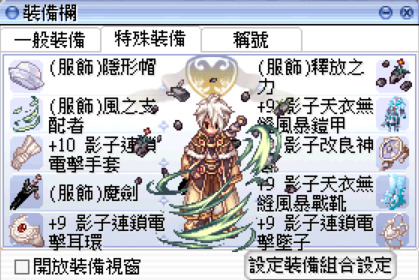 裝備欄
一般裝備
特殊裝備
稱號
(服飾)隱形帽
(服飾)風之支
配者
+10 影子連鎖
電擊手套
(服飾)魔劍
+9 影子連鎖電
擊耳環
(服飾)釋放之
力
+9 影子天衣無
縫風暴鎧甲
影子改良神
+9 影子天衣無
縫風暴戰靴
+9 影子連鎖電
擊墜子
開放裝備視窗
設定裝備組合設定